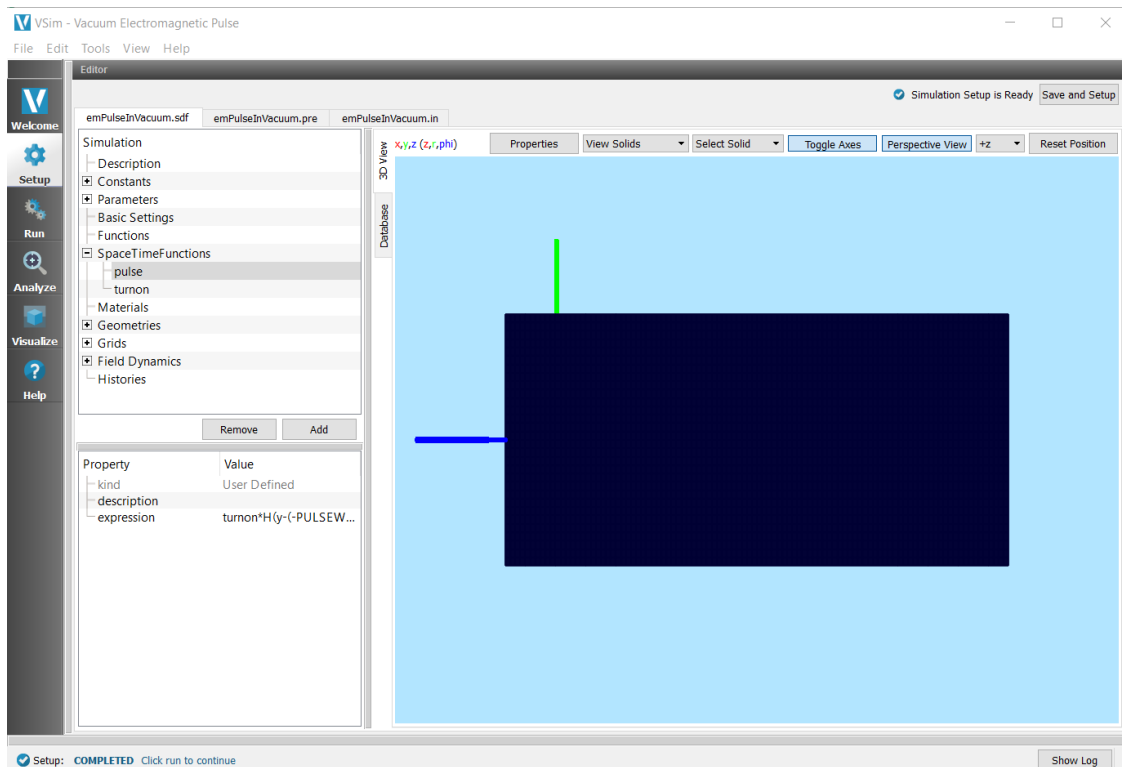 VSim - Vacuum Electromagnetic Pulse
File Edit Tools View Help
Editor
Simulation Setup is Ready Save and Setup
Welcome
Setup
Run
Analyze
Visualize
Help
emPulseInVacuum.sdf emPulseInVacuum.pre emPulseInVacuum.in
Simulation
Description
Constants
Parameters
Basic Settings
Functions
SpaceTimeFunctions
pulse
turnon
Materials
Geometries
Grids
Field Dynamics
Histories
Remove Add
Property Value
kind User Defined
description
expression turnon*H(y-(-PULSEW...
3D View
Database
x,y,z (z,r,phi) Properties View Solids Select Solid Toggle Axes Perspective View +z Reset Position
Setup: COMPLETED Click run to continue Show Log